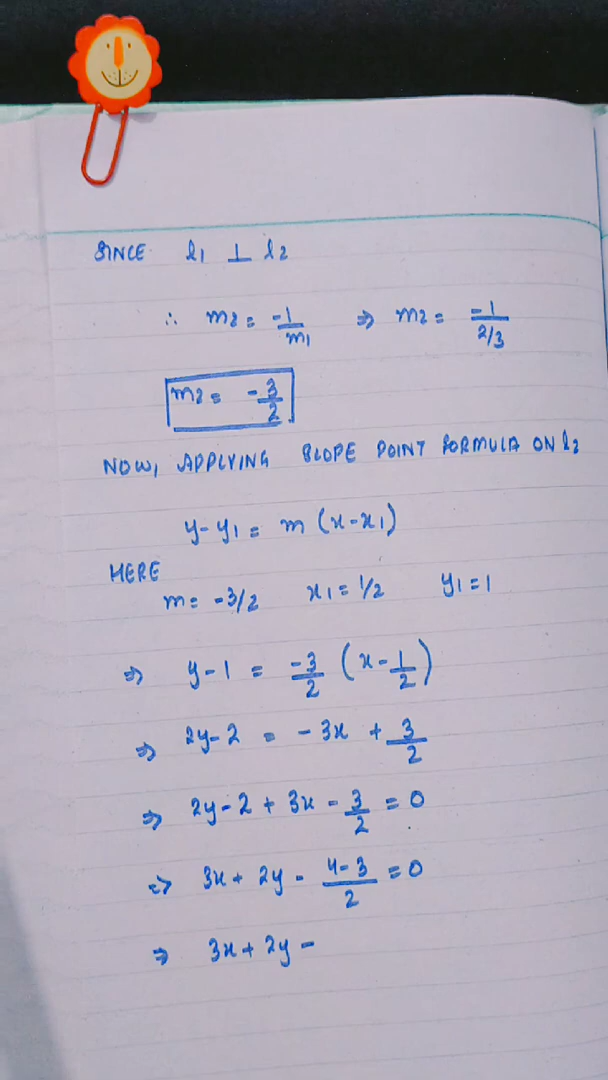 SINCE l1 ⊥ l2
∴ m2 = -1/m1 ⇒ m2 = -1/2/3
m2 = -3/2
NOW, APPLYING SLOPE POINT FORMULA ON l2
y-y1 = m (x-x1)
HERE
m = -3/2 x1 = 1/2 y1 = 1
⇒ y-1 = -3/2 (x-1/2)
⇒ 2y-2 = -3x + 3/2
⇒ 2y-2 + 3x - 3/2 = 0
⇒ 3x + 2y - 4-3/2 = 0
⇒ 3x + 2y -